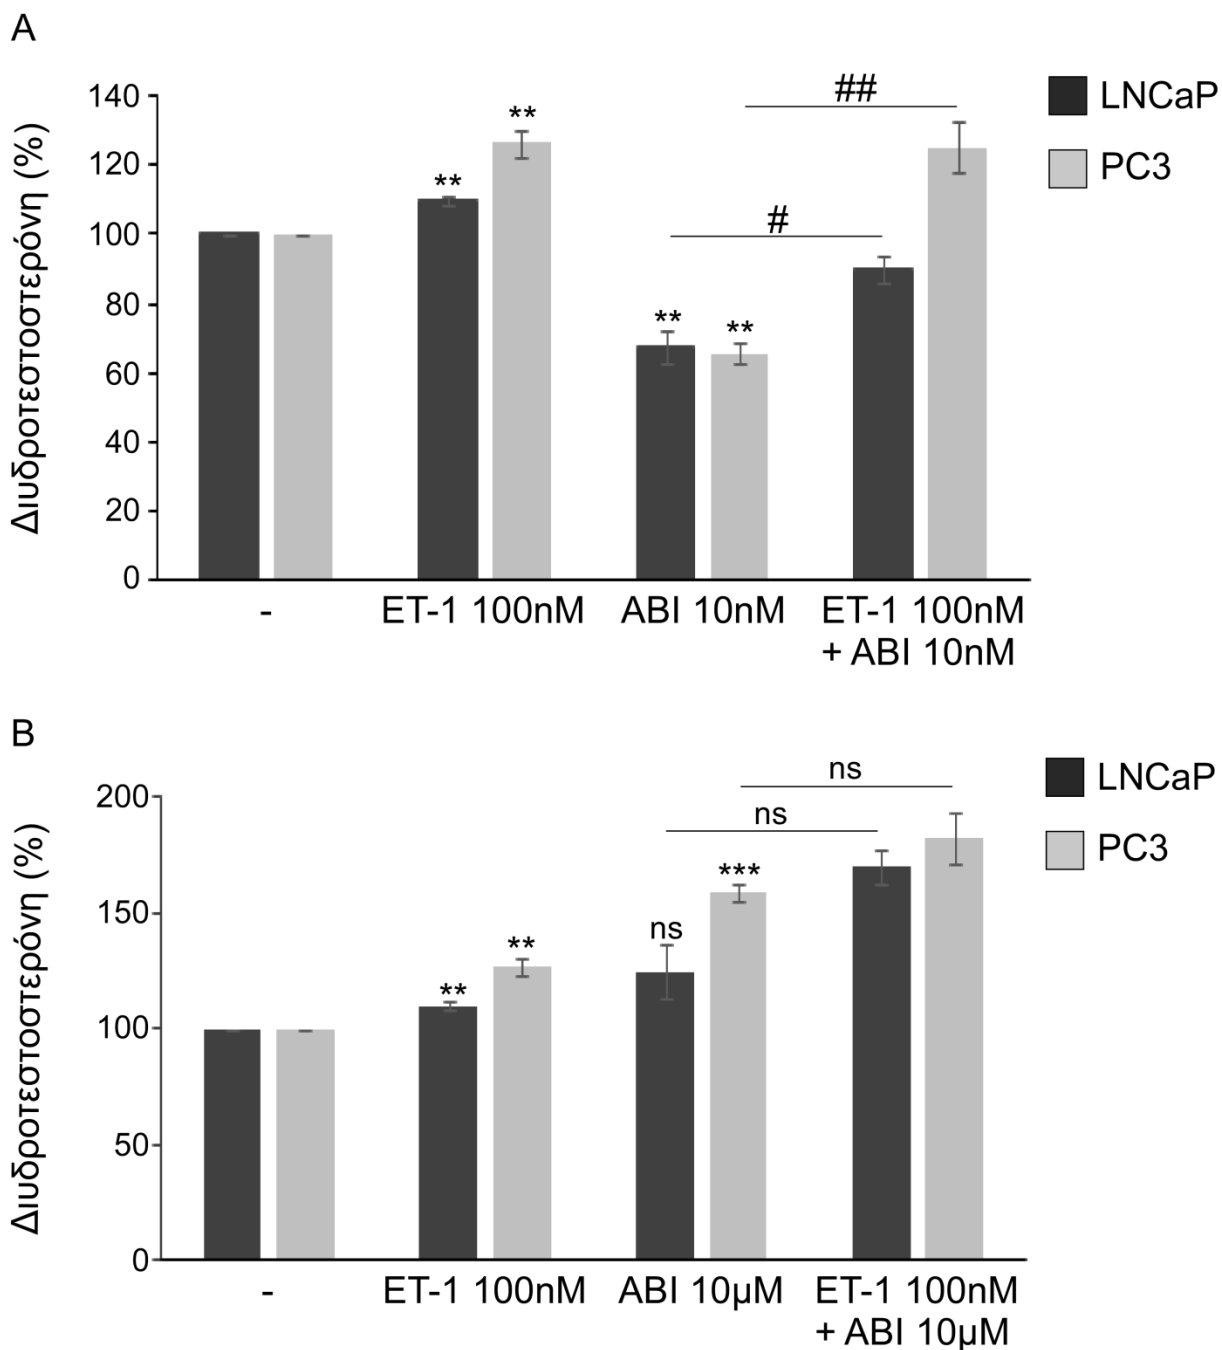 A
Διυδροτεστοστερόνη (%)
140
120
100
80
60
40
20
0
**
**
**
**
#
##
LNCaP
PC3
-
ET-1 100nM
ABI 10nM
ET-1 100nM
+ ABI 10nM
B
Διυδροτεστοστερόνη (%)
200
150
100
50
0
**
**
ns
***
ns
ns
LNCaP
PC3
-
ET-1 100nM
ABI 10μM
ET-1 100nM
+ ABI 10μM